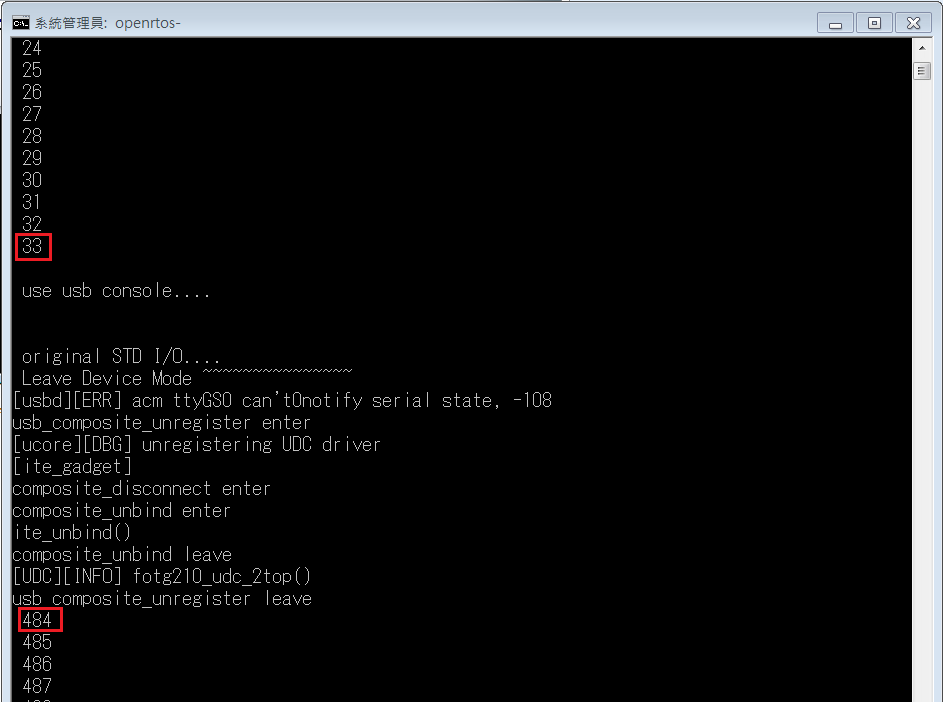 系統管理員: openrtos-
24
25
26
27
28
29
30
31
32
33
use usb console....
original STD I/O....
Leave Device Mode ~~~~~~~~~~~~~~~~
[usbd][ERR] acm ttyGS0 can't0notify serial state, -108
usb_composite_unregister enter
[ucore][DBG] unregistering UDC driver
[ite_gadget]
composite_disconnect enter
composite_unbind enter
ite_unbind()
composite_unbind leave
[UDC][INFO] fotg210_udc_2top()
usb_composite_unregister leave
484
485
486
487